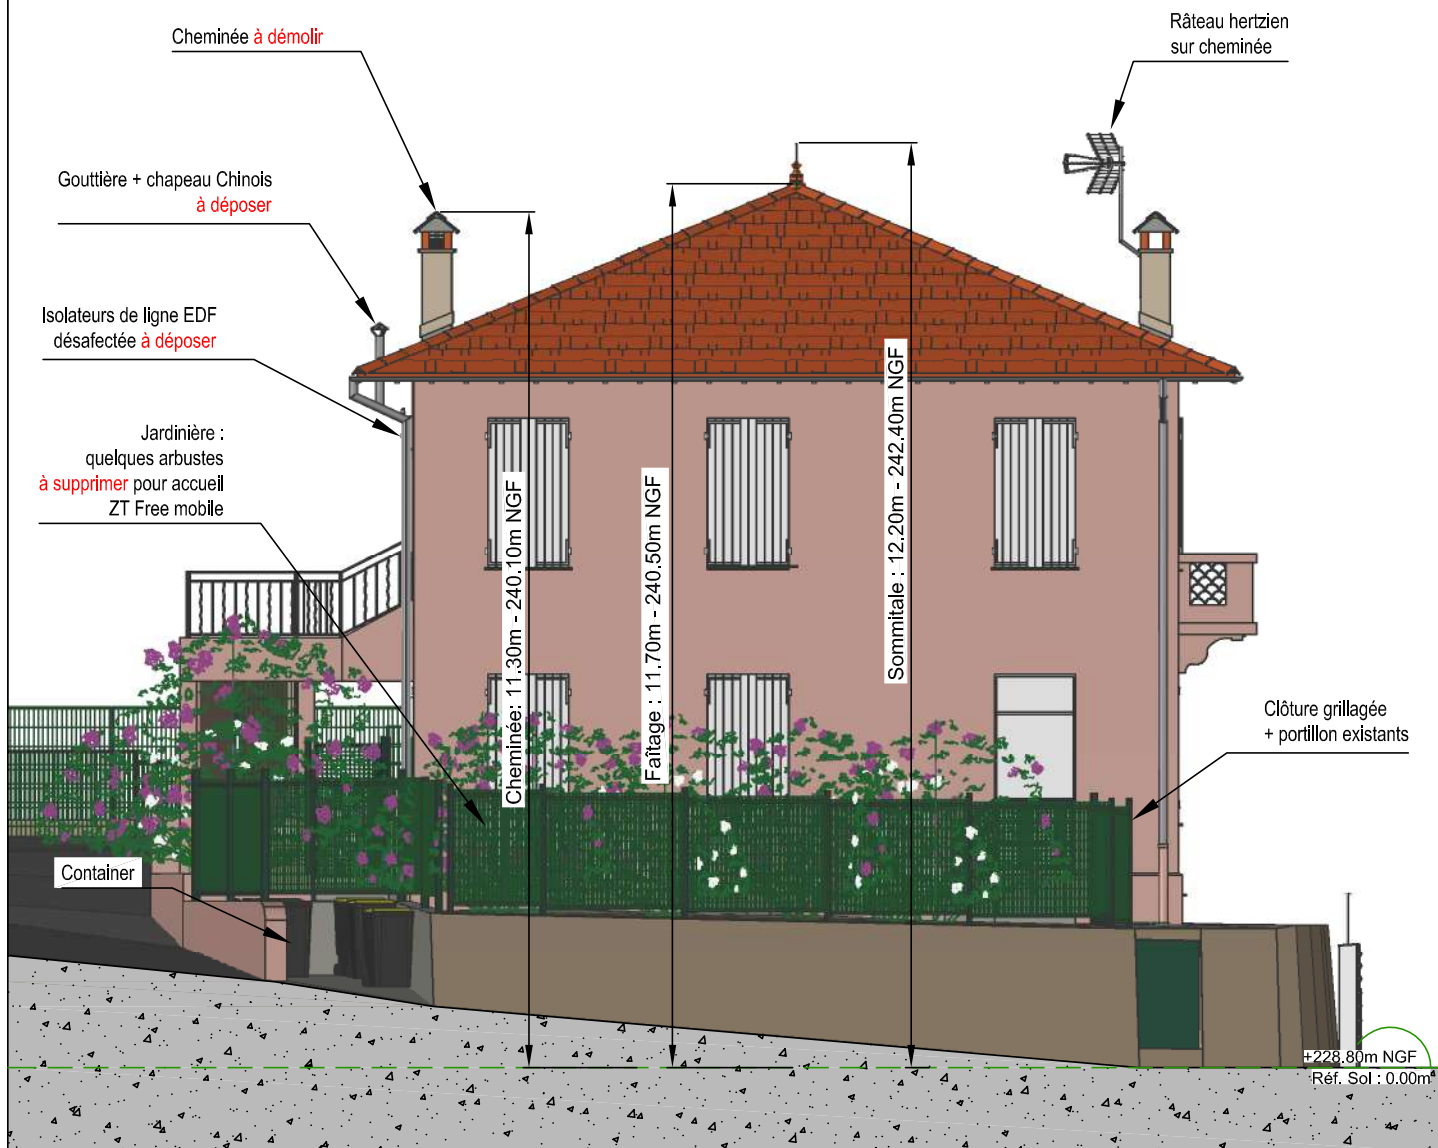 Cheminée à démolir
Râteau hertzien
sur cheminée
Gouttière + chapeau Chinois
à déposer
Isolateurs de ligne EDF
désafectée à déposer
Jardinière :
quelques arbustes
à supprimer pour accueil
ZT Free mobile
Cheminée: 11.30m - 240.10m NGF
Faîtage : 11.70m - 240.50m NGF
Sommitale : 12.20m - 242.40m NGF
Clôture grillagée
+ portillon existants
Container
+228.80m NGF
Réf. Sol : 0.00m